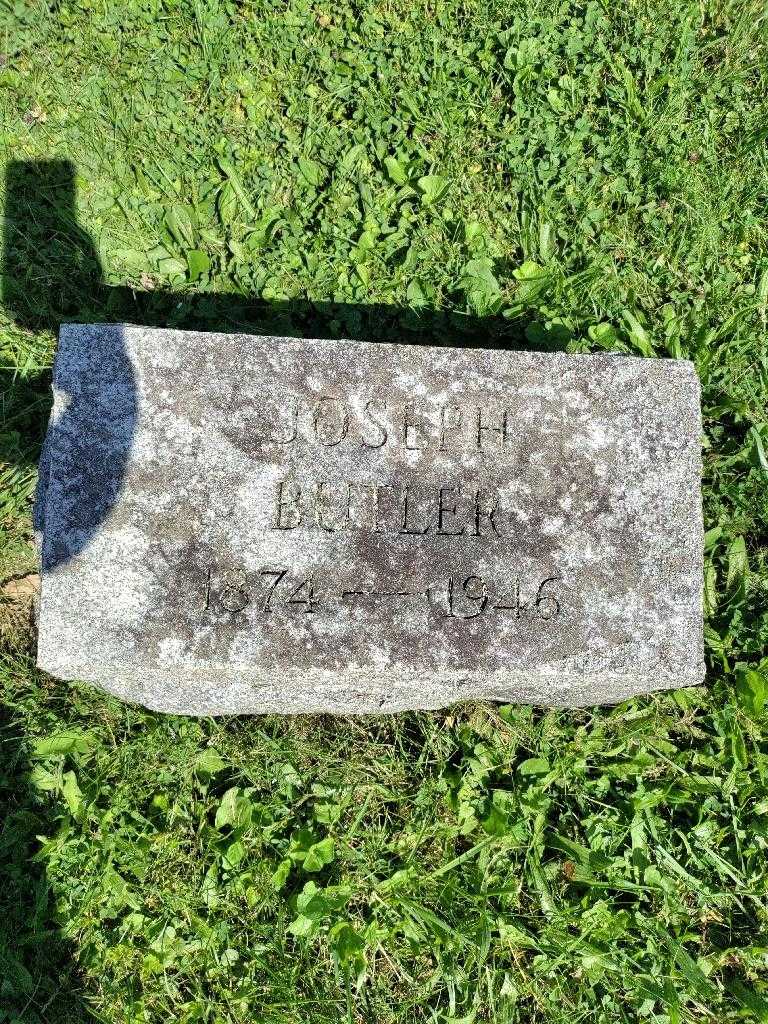 JOSEPH
BUTLER
1874 — 1946